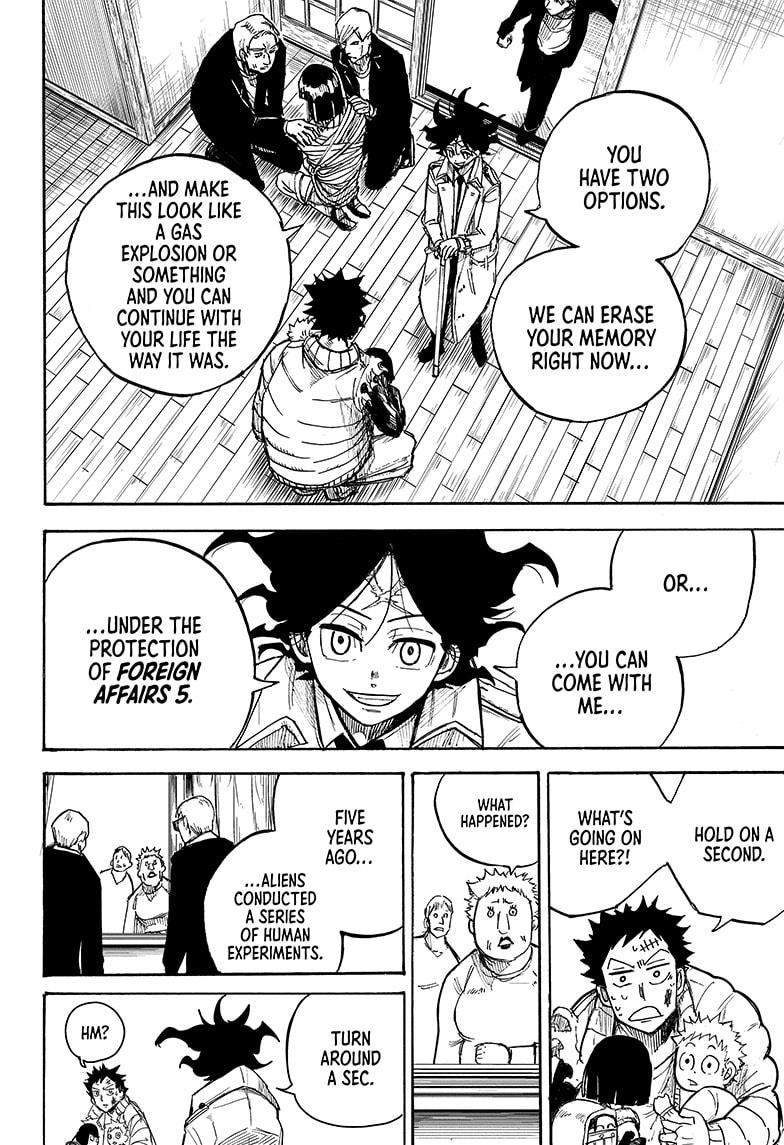 YOU
HAVE TWO
OPTIONS.
WE CAN ERASE
YOUR MEMORY
RIGHT NOW...
...AND MAKE
THIS LOOK LIKE
A GAS
EXPLOSION OR
SOMETHING
AND YOU CAN
CONTINUE WITH
YOUR LIFE THE
WAY IT WAS.
OR...
...YOU CAN
COME WITH
ME...
...UNDER THE
PROTECTION
OF FOREIGN
AFFAIRS 5.
HOLD ON A
SECOND.
WHAT'S
GOING ON
HERE?!
WHAT
HAPPENED?
FIVE
YEARS
AGO...
...ALIENS
CONDUCTED
A SERIES
OF HUMAN
EXPERIMENTS.
TURN
AROUND
A SEC.
HM?